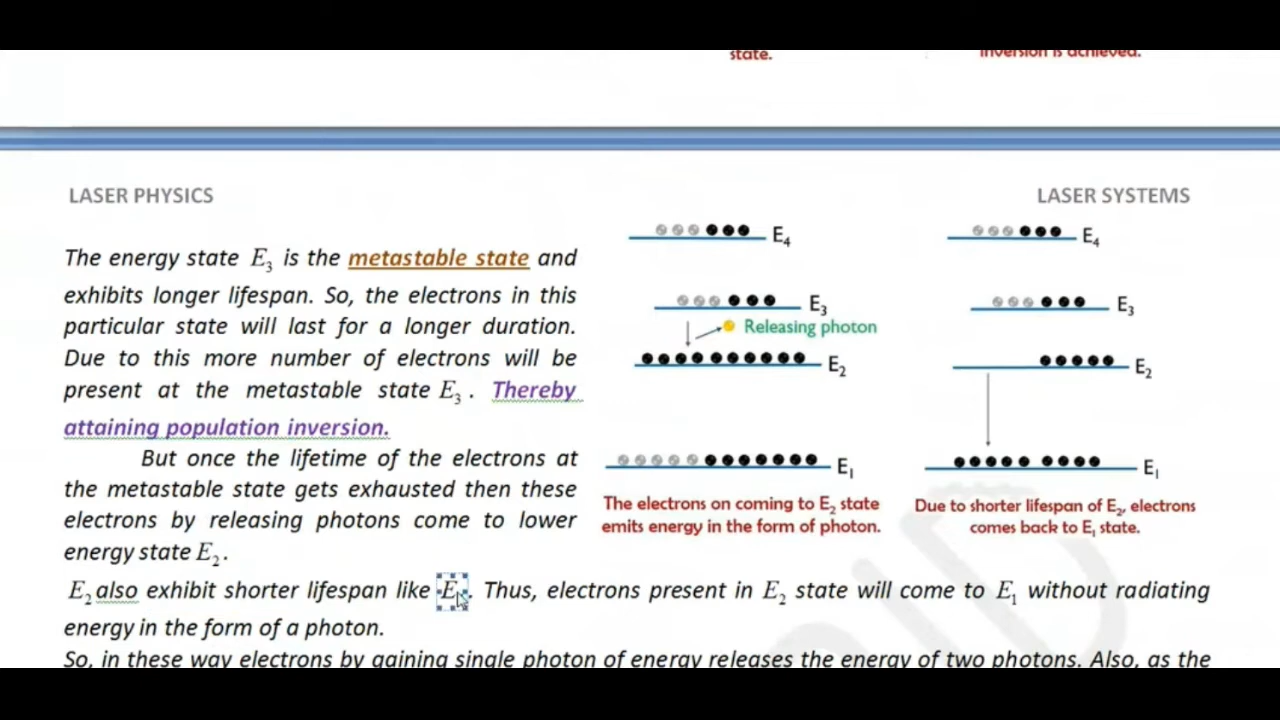 state.
inversion is achieved.
LASER PHYSICS
LASER SYSTEMS
The energy state E₃ is the metastable state and
exhibits longer lifespan. So, the electrons in this
particular state will last for a longer duration.
Due to this more number of electrons will be
present at the metastable state E₃ . Thereby
attaining population inversion.
But once the lifetime of the electrons at
the metastable state gets exhausted then these
electrons by releasing photons come to lower
energy state E₂ .
E₄
E₃
Releasing photon
E₂
E₁
The electrons on coming to E₂ state
emits energy in the form of photon.
E₄
E₃
E₂
E₁
Due to shorter lifespan of E₂, electrons
comes back to E₁ state.
E₂ also exhibit shorter lifespan like E . Thus, electrons present in E₂ state will come to E₁ without radiating
energy in the form of a photon.
So, in these way electrons by gaining single photon of energy releases the energy of two photons. Also, as the